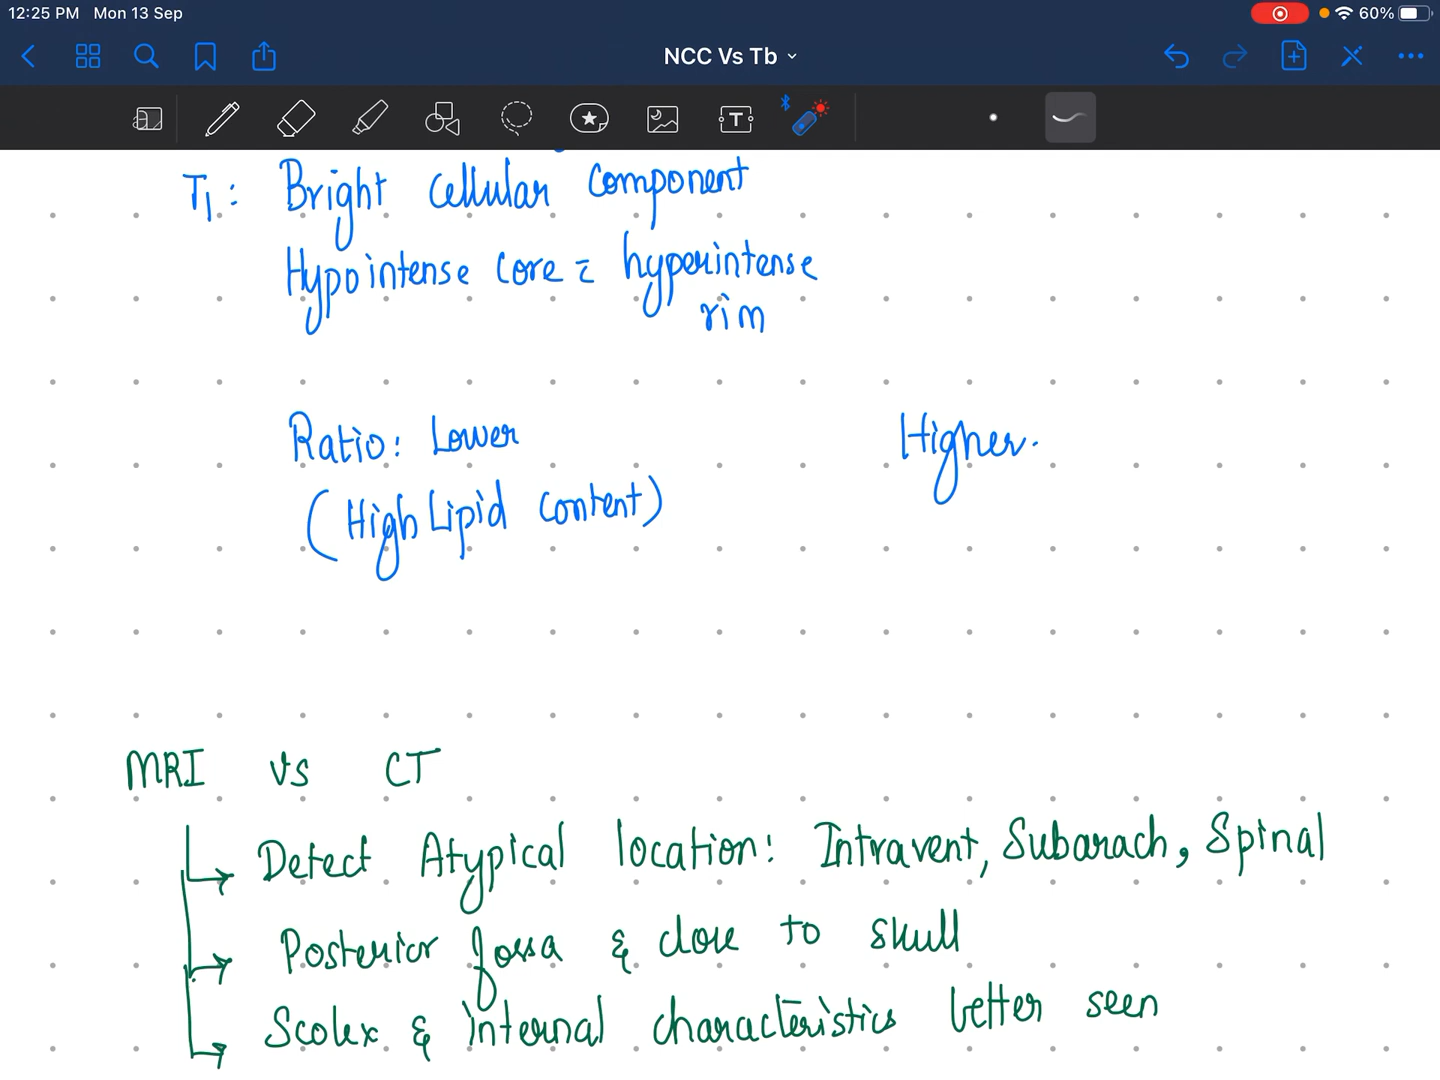 12:25 PM Mon 13 Sep
60%
NCC Vs Tb
T1: Bright cellular component
Hypointense core c̄ hyperintense
rim
Ratio: Lower
Higher.
(High Lipid content)
MRI vs CT
Detect Atypical location: Intravent, Subarach, Spinal
Posterior fossa & close to skull
Scolex & internal characteristics better seen